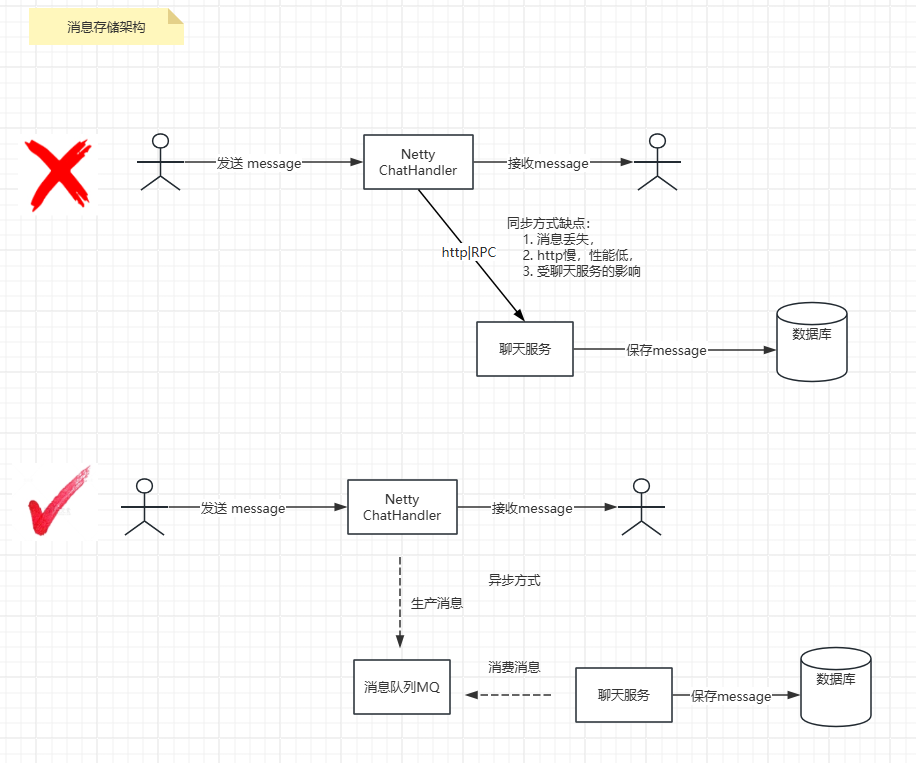 消息存储架构
发送 message
Netty
ChatHandler
接收message
http|RPC
同步方式缺点：
1. 消息丢失，
2. http慢，性能低，
3. 受聊天服务的影响
聊天服务
保存message
数据库
发送 message
Netty
ChatHandler
接收message
异步方式
生产消息
消息队列MQ
消费消息
聊天服务
保存message
数据库